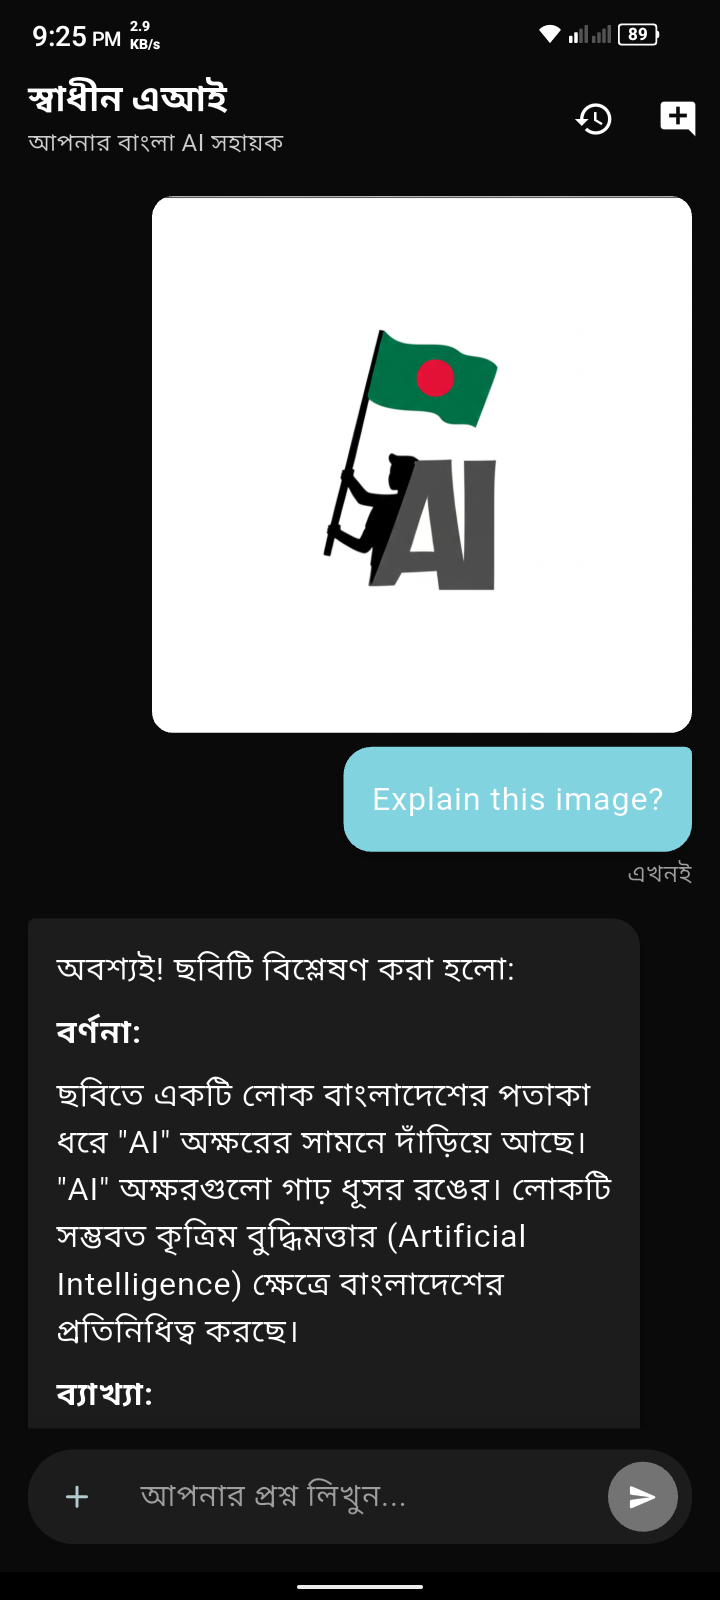 9:25 PM 2.9 KB/s 89
স্বাধীন এআই
আপনার বাংলা AI সহায়ক
AI
Explain this image?
এখনই
অবশ্যই! ছবিটি বিশ্লেষণ করা হলো:
বর্ণনা:
ছবিতে একটি লোক বাংলাদেশের পতাকা
ধরে "AI" অক্ষরের সামনে দাঁড়িয়ে আছে।
"AI" অক্ষরগুলো গাঢ় ধূসর রঙের। লোকটি
সম্ভবত কৃত্রিম বুদ্ধিমত্তার (Artificial
Intelligence) ক্ষেত্রে বাংলাদেশের
প্রতিনিধিত্ব করছে।
ব্যাখ্যা:
আপনার প্রশ্ন লিখুন...